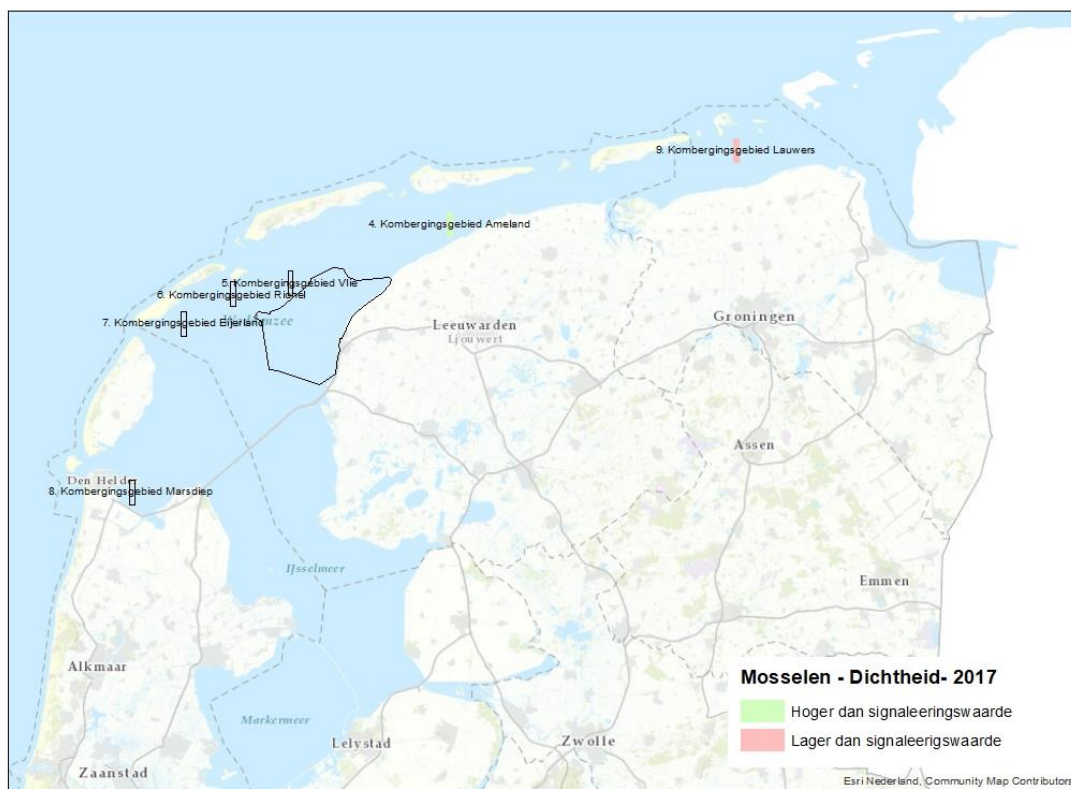 9. Kombergingsgebied Lauwers
4. Kombergingsgebied Ameland
5. Kombergingsgebied Vlie
6. Kombergingsgebied Richel
7. Kombergingsgebied Eijerland
Waddenzee
Leeuwarden
Ljouwert
Groningen
Assen
Den Helder
8. Kombergingsgebied Marsdiep
IJsselmeer
Emmen
Alkmaar
Markermeer
Lelystad
Zwolle
Zaanstad
Mosselen - Dichtheid- 2017
Hoger dan signaleeringswaarde
Lager dan signaleerigswaarde
Esri Nederland, Community Map Contributors